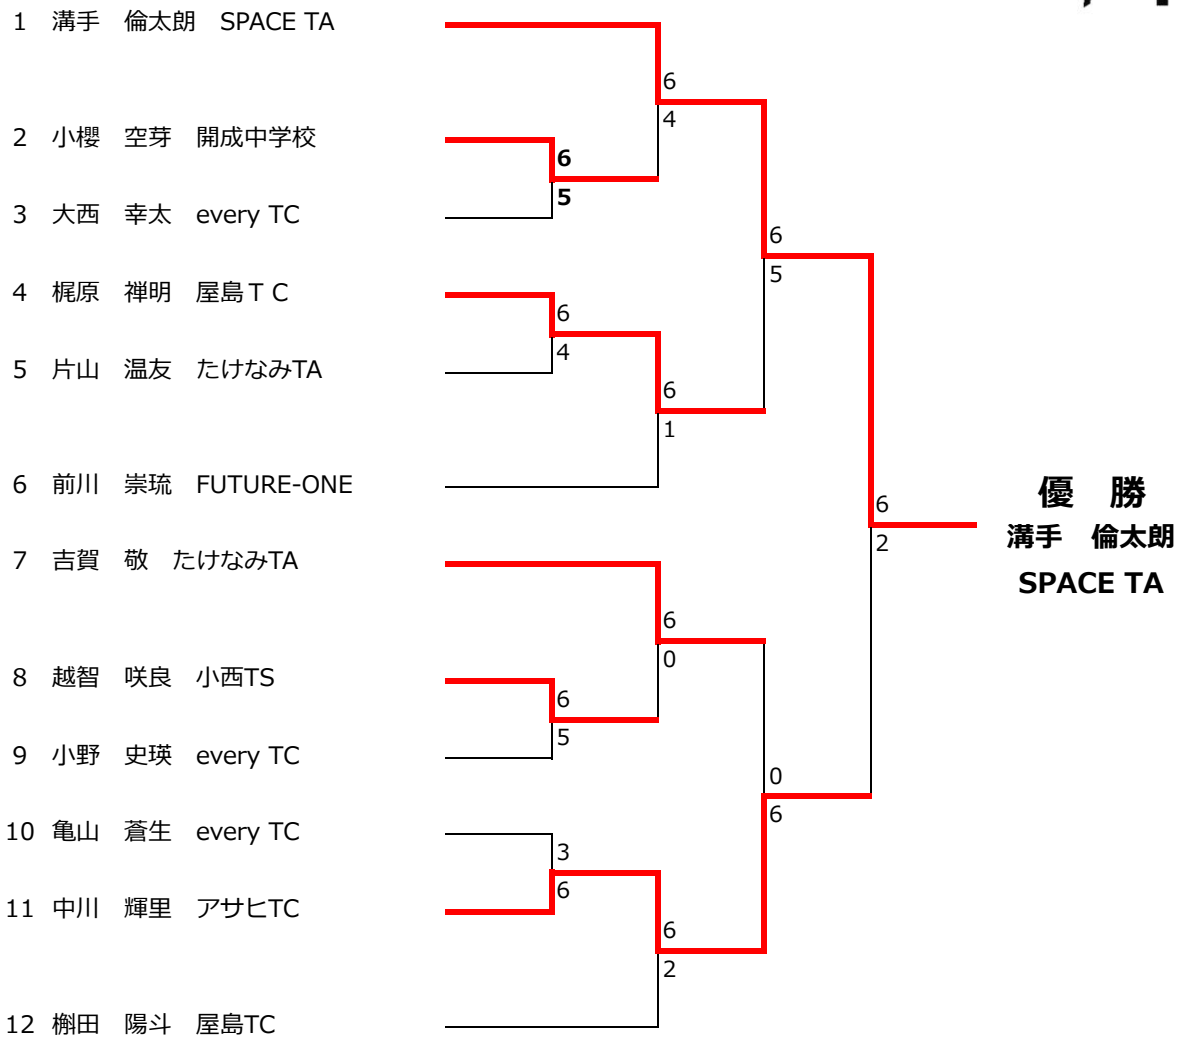 1 溝手 倫太朗 SPACE TA
6
4
2 小櫻 空芽 開成中学校
6
5
3 大西 幸太 every TC
6
5
4 梶原 禅明 屋島ＴＣ
6
4
5 片山 温友 たけなみTA
6
1
6 前川 崇琉 FUTURE-ONE
優 勝
6
溝手 倫太朗
2
SPACE TA
7 吉賀 敬 たけなみTA
6
0
8 越智 咲良 小西TS
6
5
9 小野 史瑛 every TC
0
6
10 亀山 蒼生 every TC
3
6
11 中川 輝里 アサヒTC
6
2
12 槲田 陽斗 屋島TC